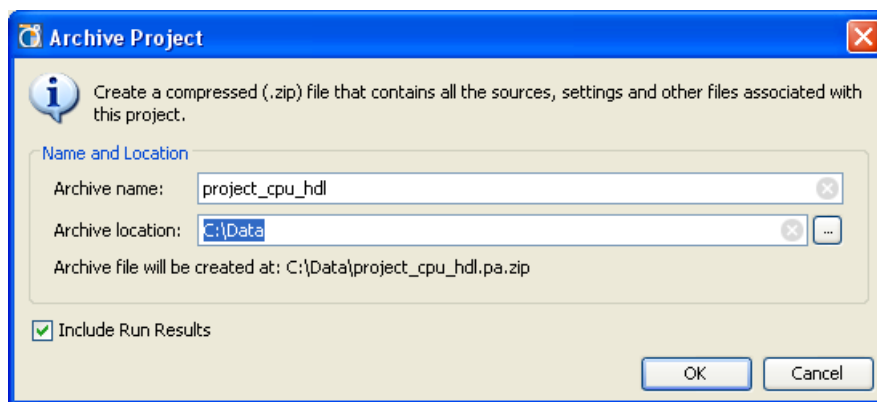 Archive Project
Create a compressed (.zip) file that contains all the sources, settings and other files associated with
this project.
Name and Location
Archive name: project_cpu_hdl
Archive location: C:\Data ...
Archive file will be created at: C:\Data\project_cpu_hdl.pa.zip
Include Run Results
OK Cancel